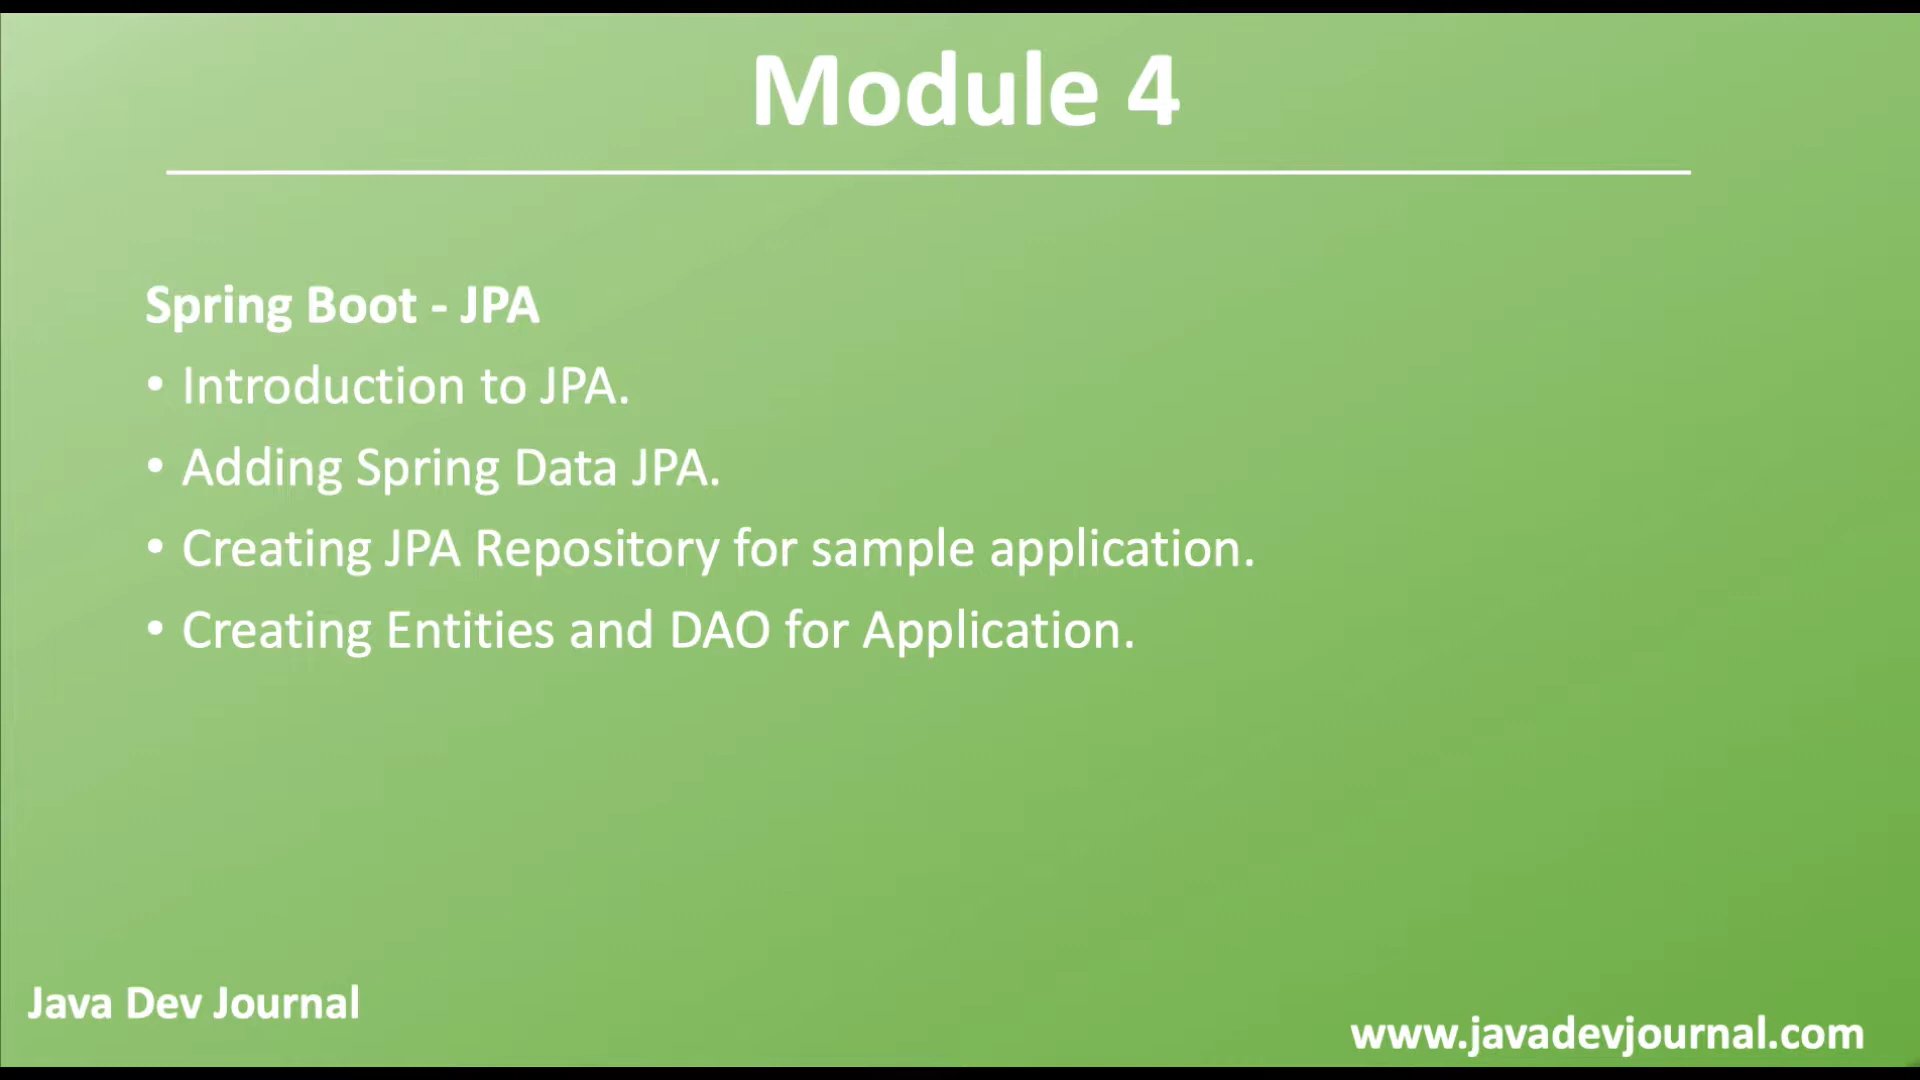 Module 4
Spring Boot - JPA
• Introduction to JPA.
• Adding Spring Data JPA.
• Creating JPA Repository for sample application.
• Creating Entities and DAO for Application.
Java Dev Journal
www.javadevjournal.com